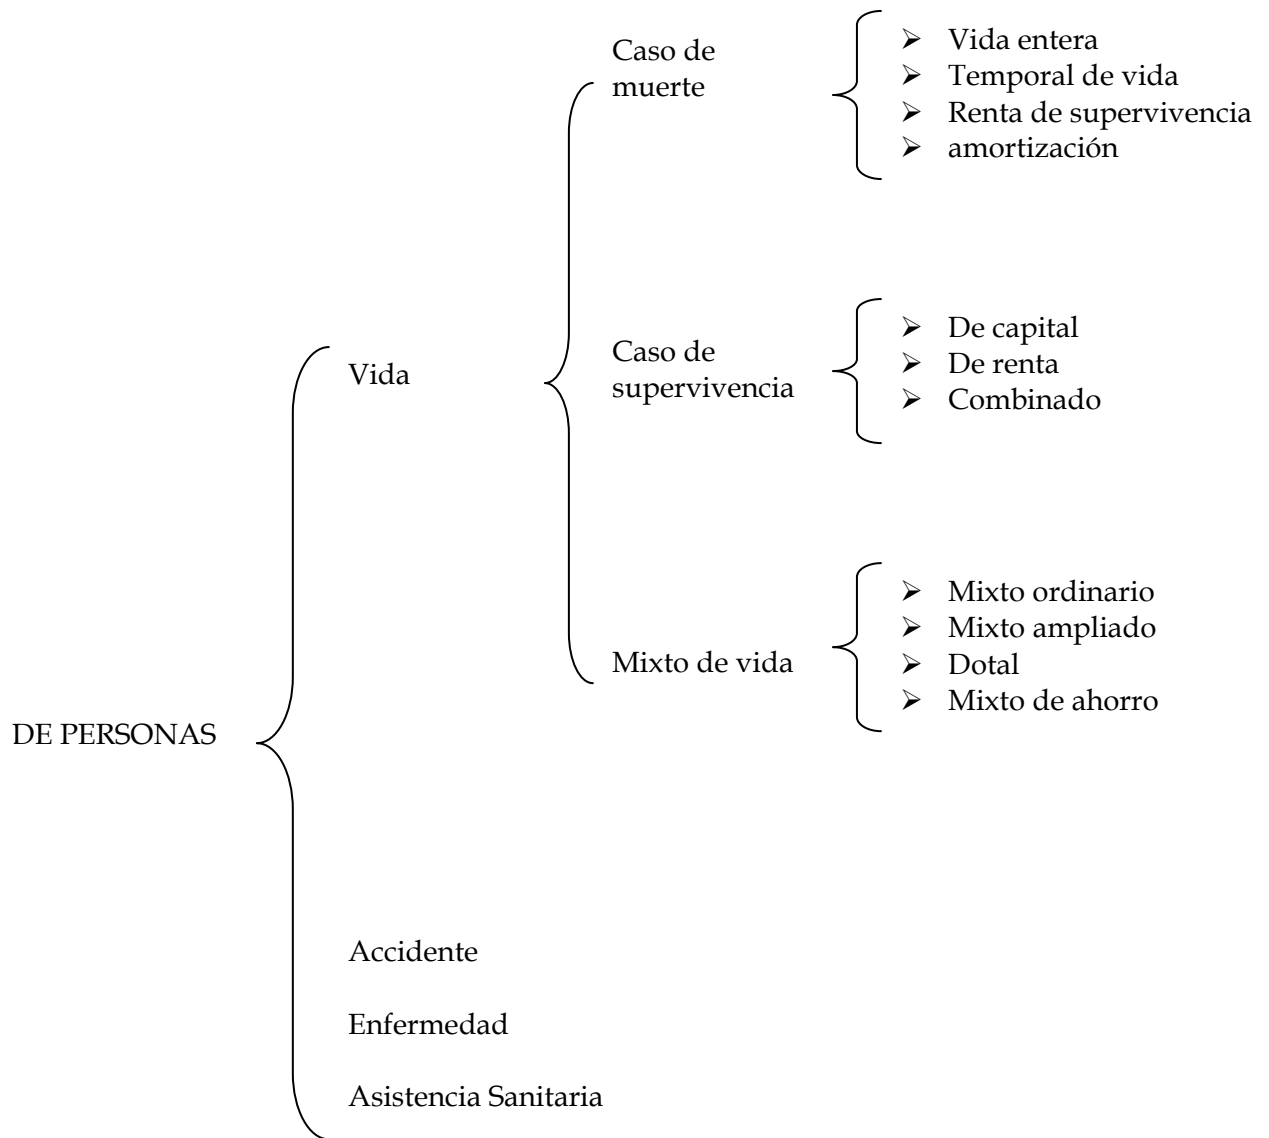 DE PERSONAS
Vida
Caso de
muerte
➢ Vida entera
➢ Temporal de vida
➢ Renta de supervivencia
➢ amortización
Caso de
supervivencia
➢ De capital
➢ De renta
➢ Combinado
Mixto de vida
➢ Mixto ordinario
➢ Mixto ampliado
➢ Dotal
➢ Mixto de ahorro
Accidente
Enfermedad
Asistencia Sanitaria